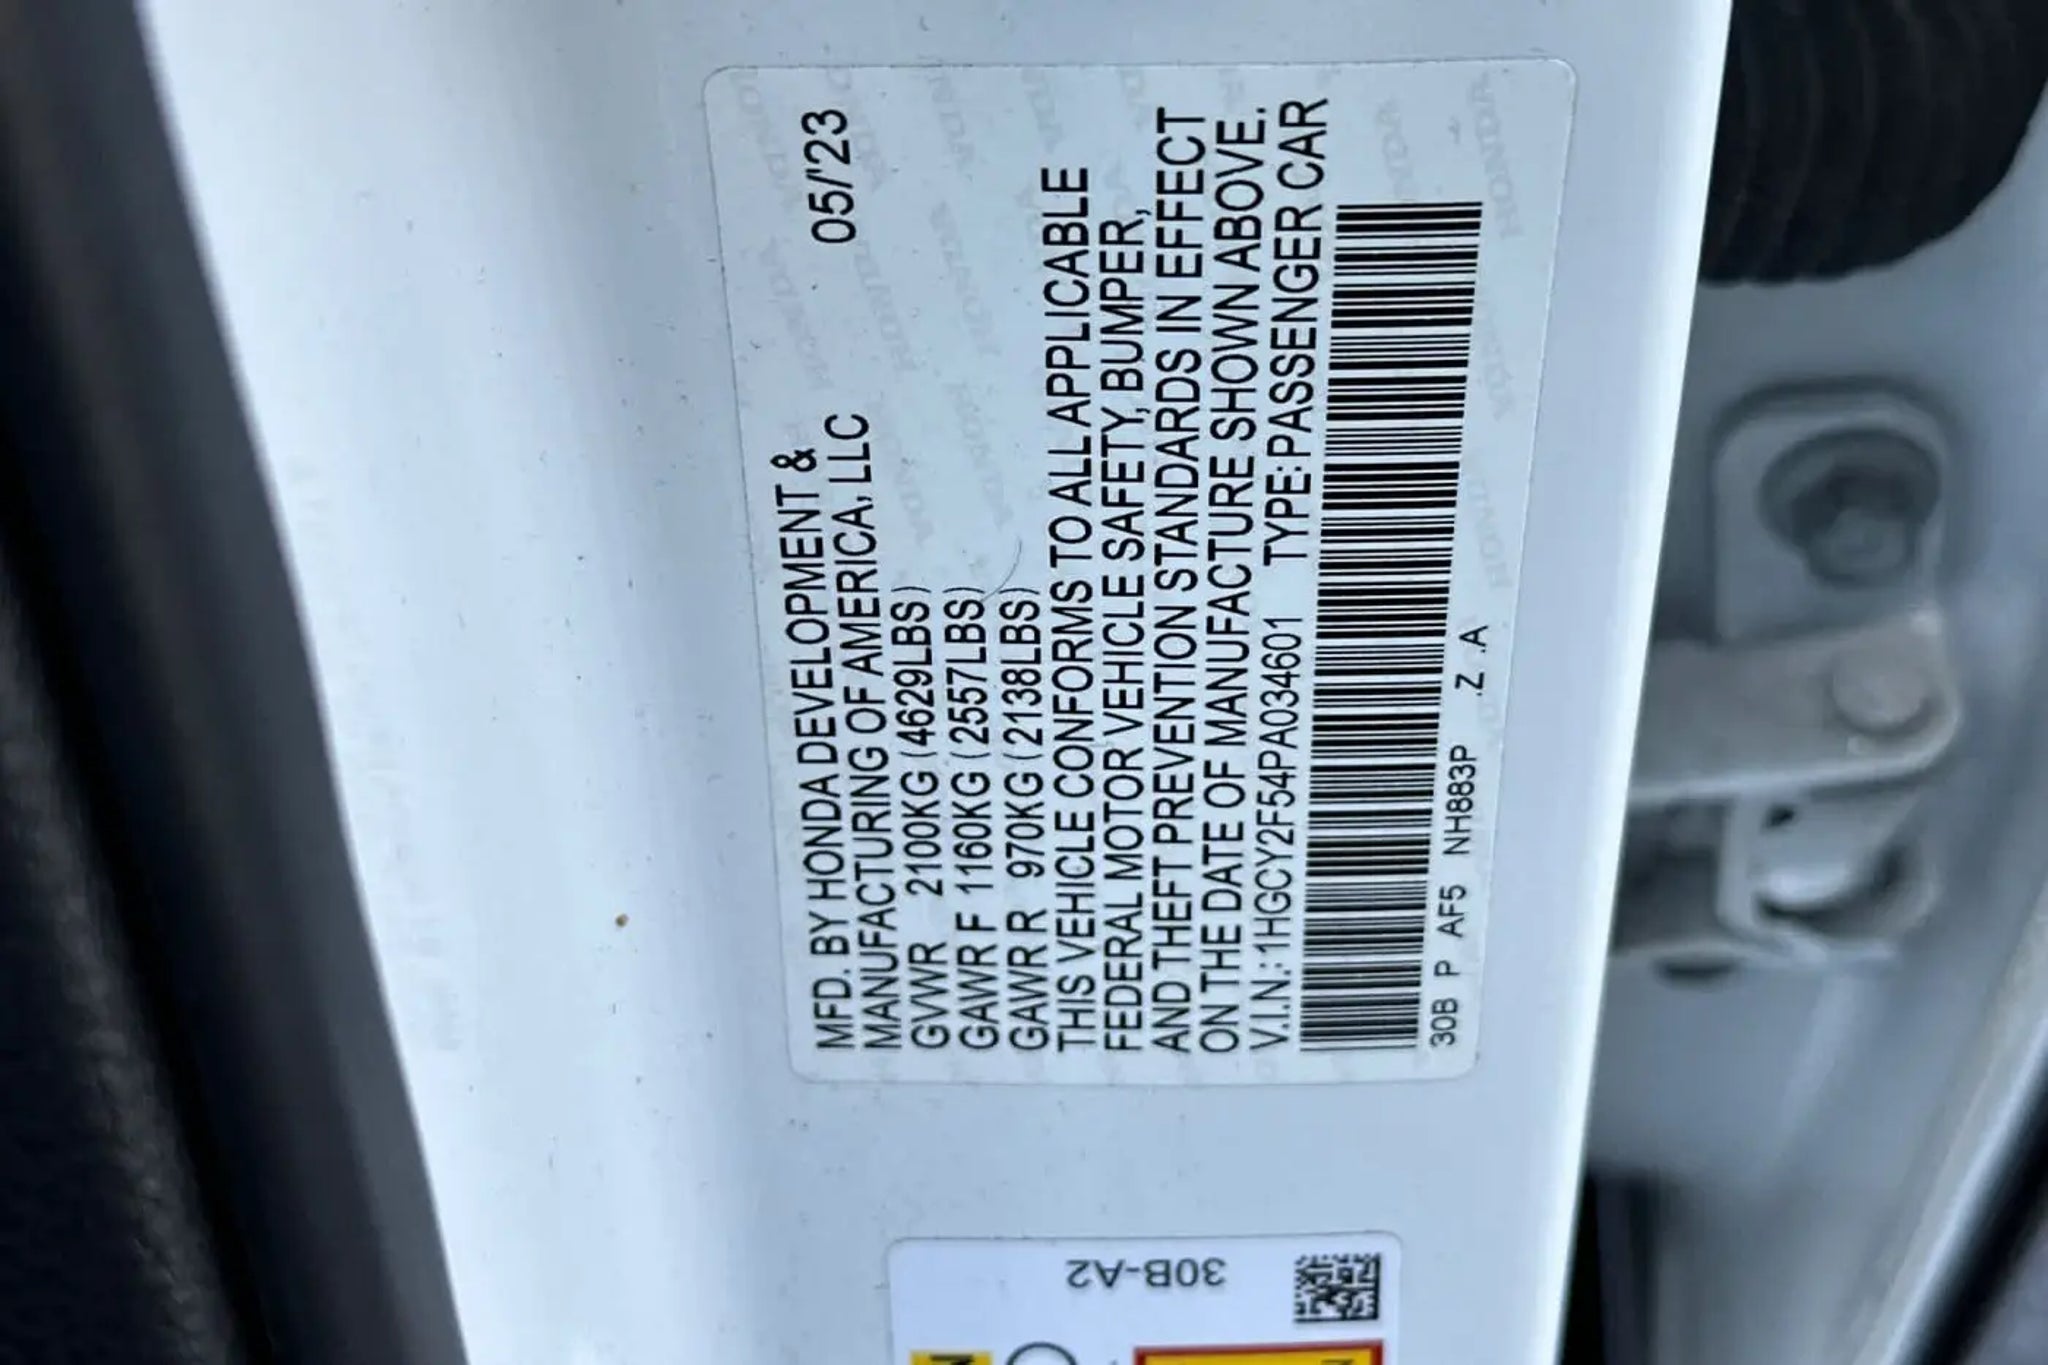 MFD. BY HONDA DEVELOPMENT &
MANUFACTURING OF AMERICA, LLC 05/'23
GVWR 2100KG (4629LBS)
GAWR F 1160KG (2557LBS)
GAWR R 970KG (2138LBS)
THIS VEHICLE CONFORMS TO ALL APPLICABLE
FEDERAL MOTOR VEHICLE SAFETY, BUMPER,
AND THEFT PREVENTION STANDARDS IN EFFECT
ON THE DATE OF MANUFACTURE SHOWN ABOVE.
V.I.N.: 1HGCY2F54PA034601 TYPE: PASSENGER CAR
30B P AF5 NH883P .Z .A
30B-A2